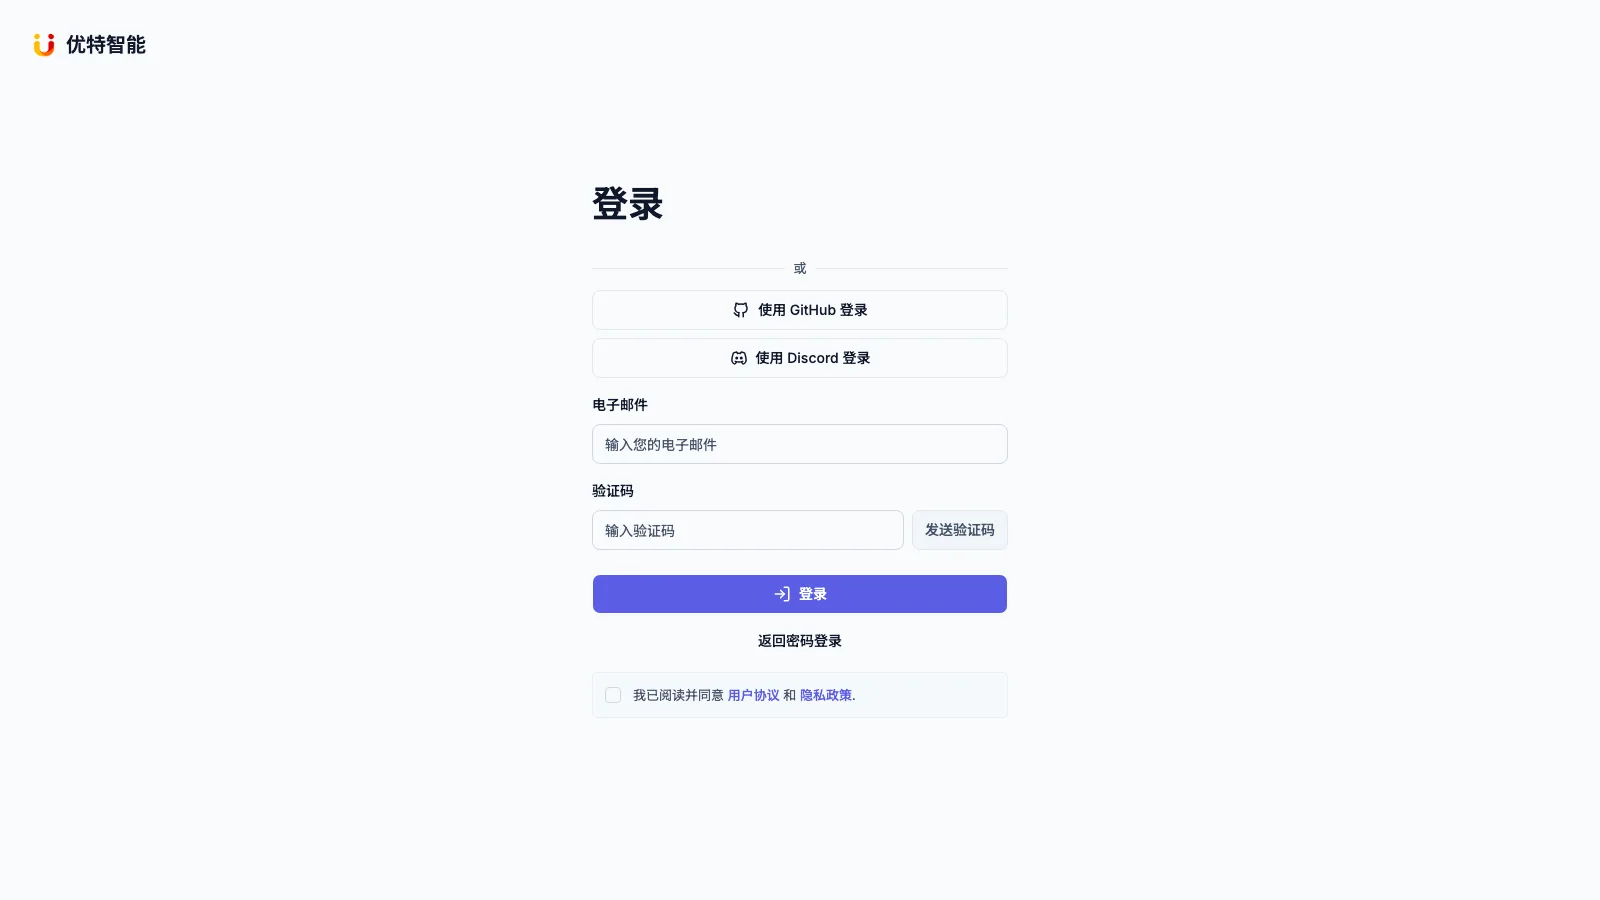 优特智能
登录
或
使用 GitHub 登录
使用 Discord 登录
电子邮件
输入您的电子邮件
验证码
输入验证码
发送验证码
登录
返回密码登录
我已阅读并同意 用户协议 和 隐私政策.